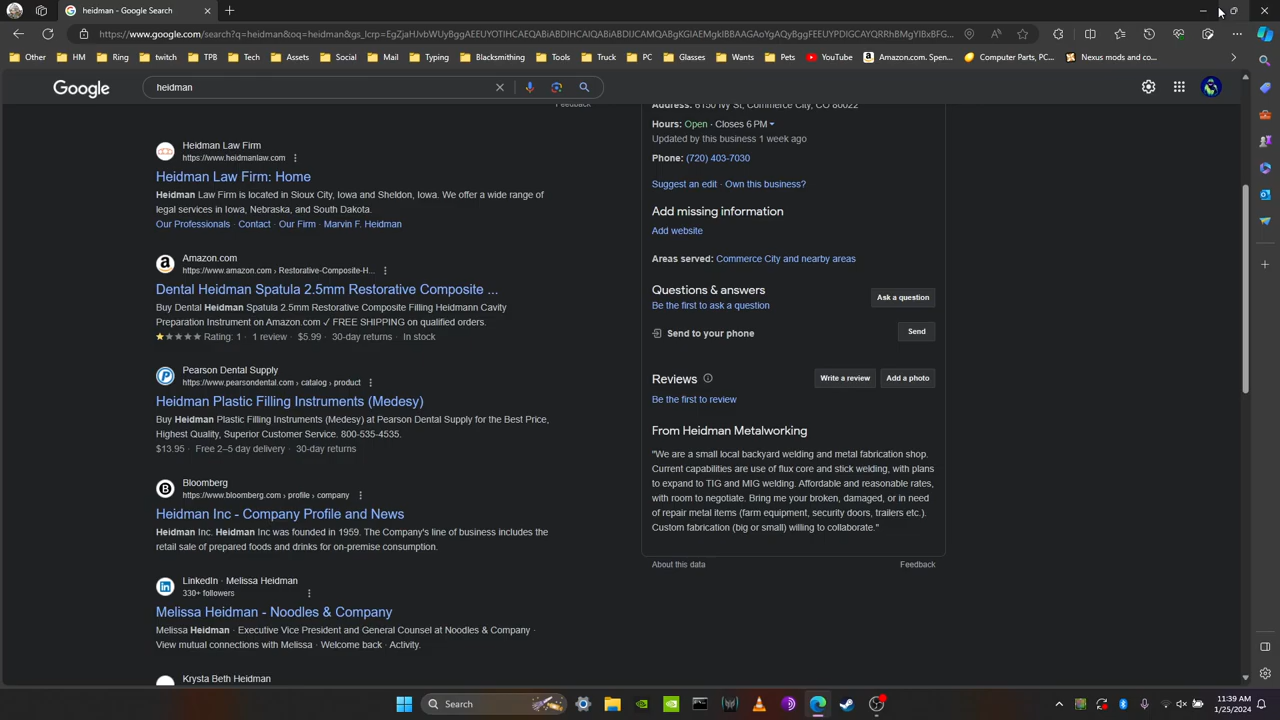 heidman - Google Search
https://www.google.com/search?q=heidman&oq=heidman&gs_lcrp=EgZjaHJvbWUyBggAEEUYOTIHCAEQABiABDIHCAIQABiABDIJCAMQABgKGIAEMgkIBBAAGAoYgAQyBggFEEUYPDIGCAYQRRhBMgYIBxBFG...
Other
HM
Ring
twitch
TPB
Tech
Assets
Social
Mail
Typing
Blacksmithing
Tools
Truck
PC
Glasses
Wants
Pets
YouTube
Amazon.com. Spen...
Computer Parts, PC...
Nexus mods and co...
Google
heidman
Feedback
Heidman Law Firm
https://www.heidmanlaw.com
Heidman Law Firm: Home
Heidman Law Firm is located in Sioux City, Iowa and Sheldon, Iowa. We offer a wide range of
legal services in Iowa, Nebraska, and South Dakota.
Our Professionals · Contact · Our Firm · Marvin F. Heidman
Amazon.com
https://www.amazon.com › Restorative-Composite-H...
Dental Heidman Spatula 2.5mm Restorative Composite ...
Buy Dental Heidman Spatula 2.5mm Restorative Composite Filling Heidmann Cavity
Preparation Instrument on Amazon.com ✓ FREE SHIPPING on qualified orders.
Rating: 1 · 1 review · $5.99 · 30-day returns · In stock
Pearson Dental Supply
https://www.pearsondental.com › catalog › product
Heidman Plastic Filling Instruments (Medesy)
Buy Heidman Plastic Filling Instruments (Medesy) at Pearson Dental Supply for the Best Price,
Highest Quality, Superior Customer Service. 800-535-4535.
$13.95 · Free 2–5 day delivery · 30-day returns
Bloomberg
https://www.bloomberg.com › profile › company
Heidman Inc - Company Profile and News
Heidman Inc. Heidman Inc was founded in 1959. The Company's line of business includes the
retail sale of prepared foods and drinks for on-premise consumption.
LinkedIn · Melissa Heidman
330+ followers
Melissa Heidman - Noodles & Company
Melissa Heidman · Executive Vice President and General Counsel at Noodles & Company ·
View mutual connections with Melissa · Welcome back · Activity.
Krysta Beth Heidman
Address: 6150 Ivy St, Commerce City, CO 80022
Hours: Open · Closes 6 PM
Updated by this business 1 week ago
Phone: (720) 403-7030
Suggest an edit · Own this business?
Add missing information
Add website
Areas served: Commerce City and nearby areas
Questions & answers
Be the first to ask a question
Ask a question
Send to your phone
Send
Reviews
Write a review
Add a photo
Be the first to review
From Heidman Metalworking
"We are a small local backyard welding and metal fabrication shop.
Current capabilities are use of flux core and stick welding, with plans
to expand to TIG and MIG welding. Affordable and reasonable rates,
with room to negotiate. Bring me your broken, damaged, or in need
of repair metal items (farm equipment, security doors, trailers etc.).
Custom fabrication (big or small) willing to collaborate."
About this data
Feedback
Search
11:39 AM
1/25/2024